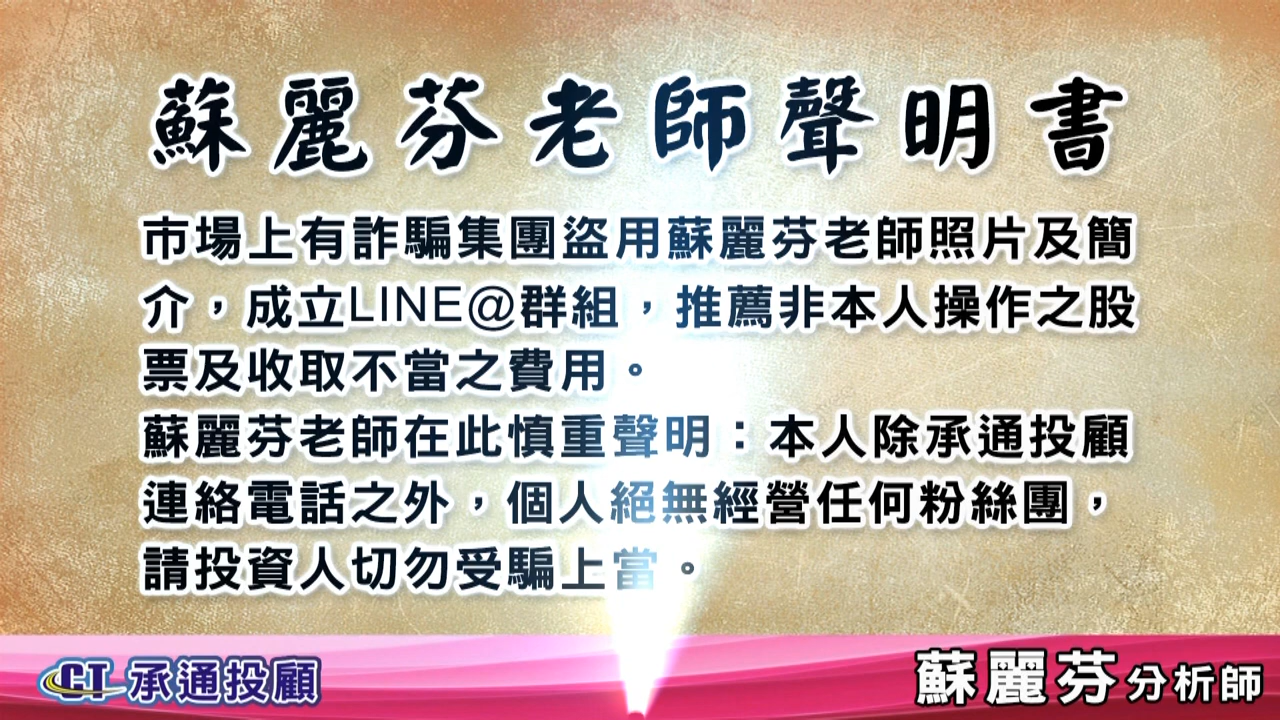 蘇麗芬老師聲明書
市場上有詐騙集團盜用蘇麗芬老師照片及簡
介，成立LINE@群組，推薦非本人操作之股
票及收取不當之費用。
蘇麗芬老師在此慎重聲明：本人除承通投顧
連絡電話之外，個人絕無經營任何粉絲團，
請投資人切勿受騙上當。
CT 承通投顧
蘇麗芬 分析師